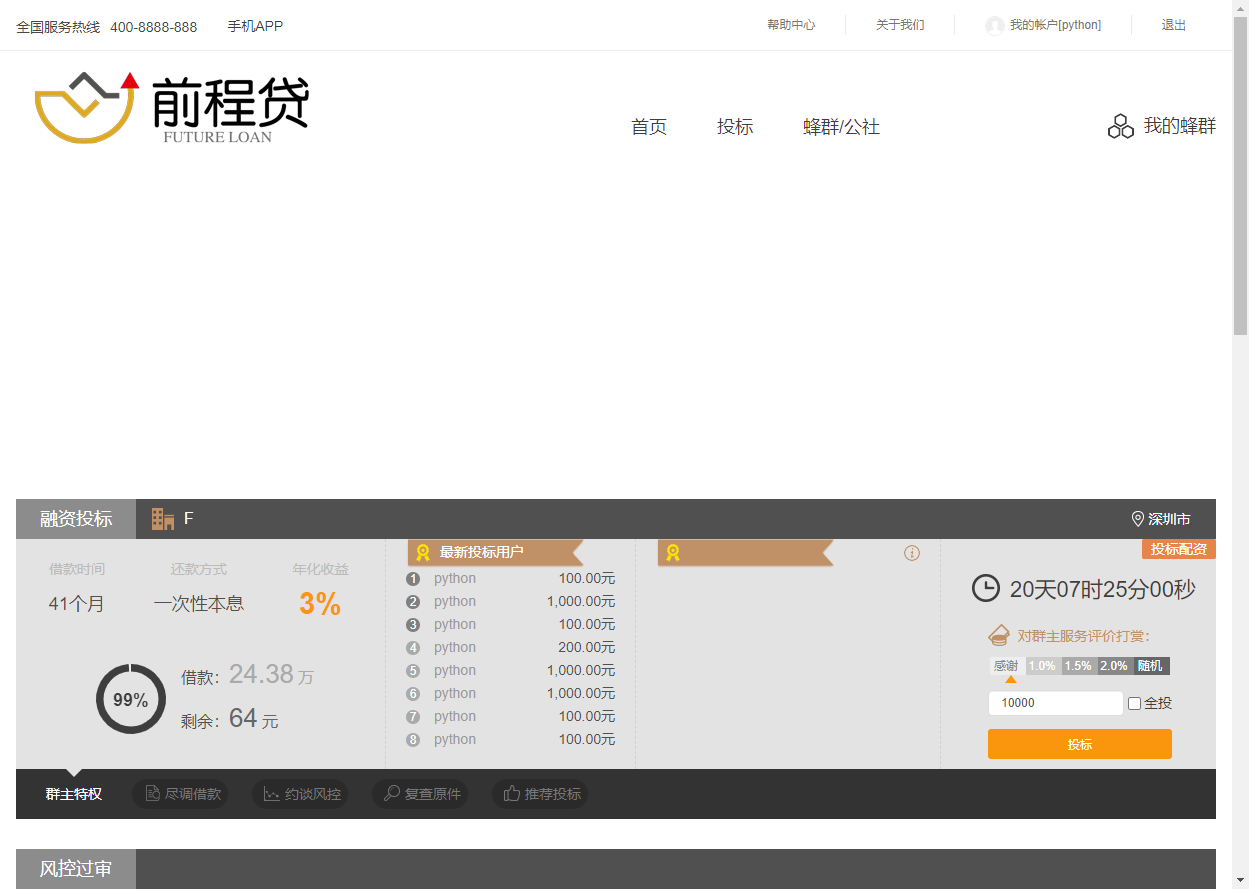 全国服务热线 400-8888-888 手机APP 帮助中心 关于我们 我的帐户[python] 退出
前程贷
FUTURE LOAN
首页 投标 蜂群/公社 我的蜂群
融资投标 F 深圳市
借款时间 还款方式 年化收益
41个月 一次性本息 3%
99%
借款: 24.38 万
剩余: 64 元
最新投标用户
1 python 100.00元
2 python 1,000.00元
3 python 100.00元
4 python 200.00元
5 python 1,000.00元
6 python 1,000.00元
7 python 100.00元
8 python 100.00元
投标配资
20天07时25分00秒
对群主服务评价打赏:
感谢 1.0% 1.5% 2.0% 随机
10000 全投
投标
群主特权 尽调借款 约谈风控 复查原件 推荐投标
风控过审